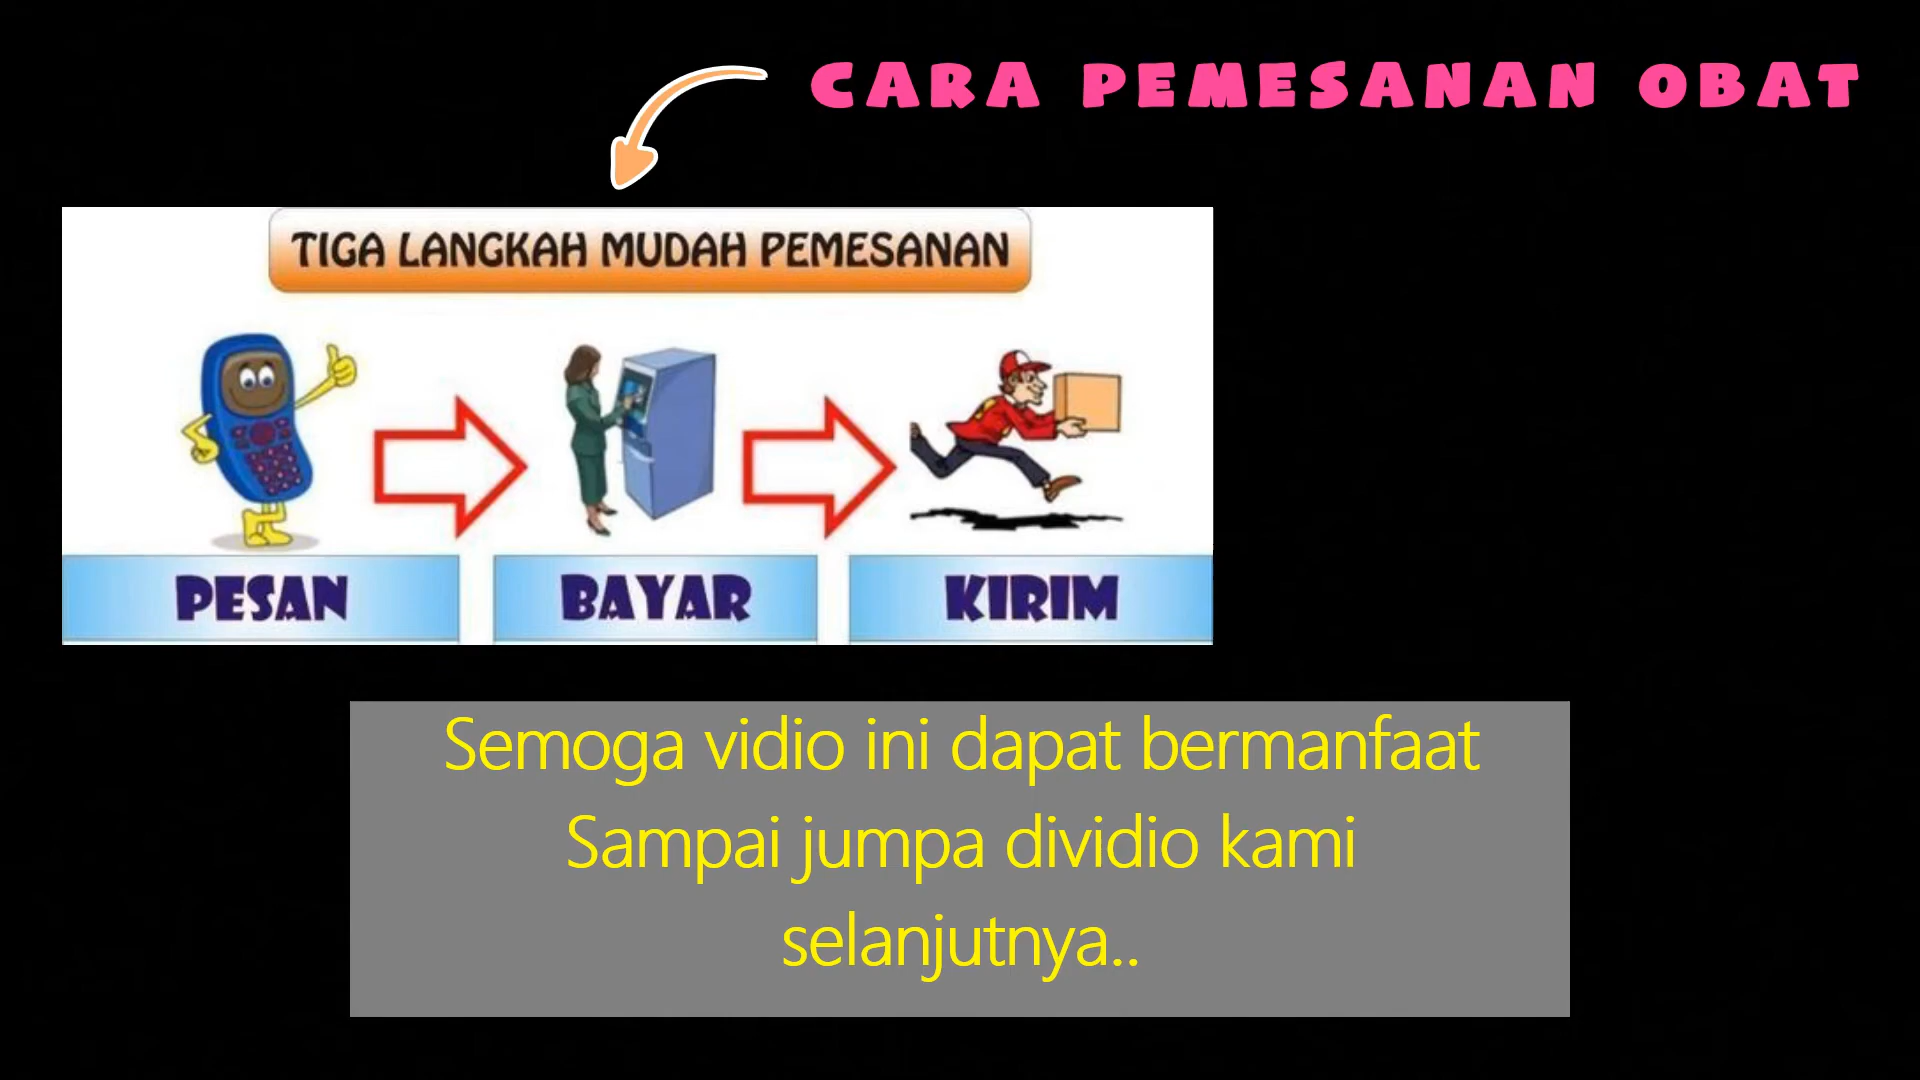 CARA PEMESANAN OBAT
TIGA LANGKAH MUDAH PEMESANAN
PESAN
BAYAR
KIRIM
Semoga vidio ini dapat bermanfaat
Sampai jumpa dividio kami
selanjutnya..